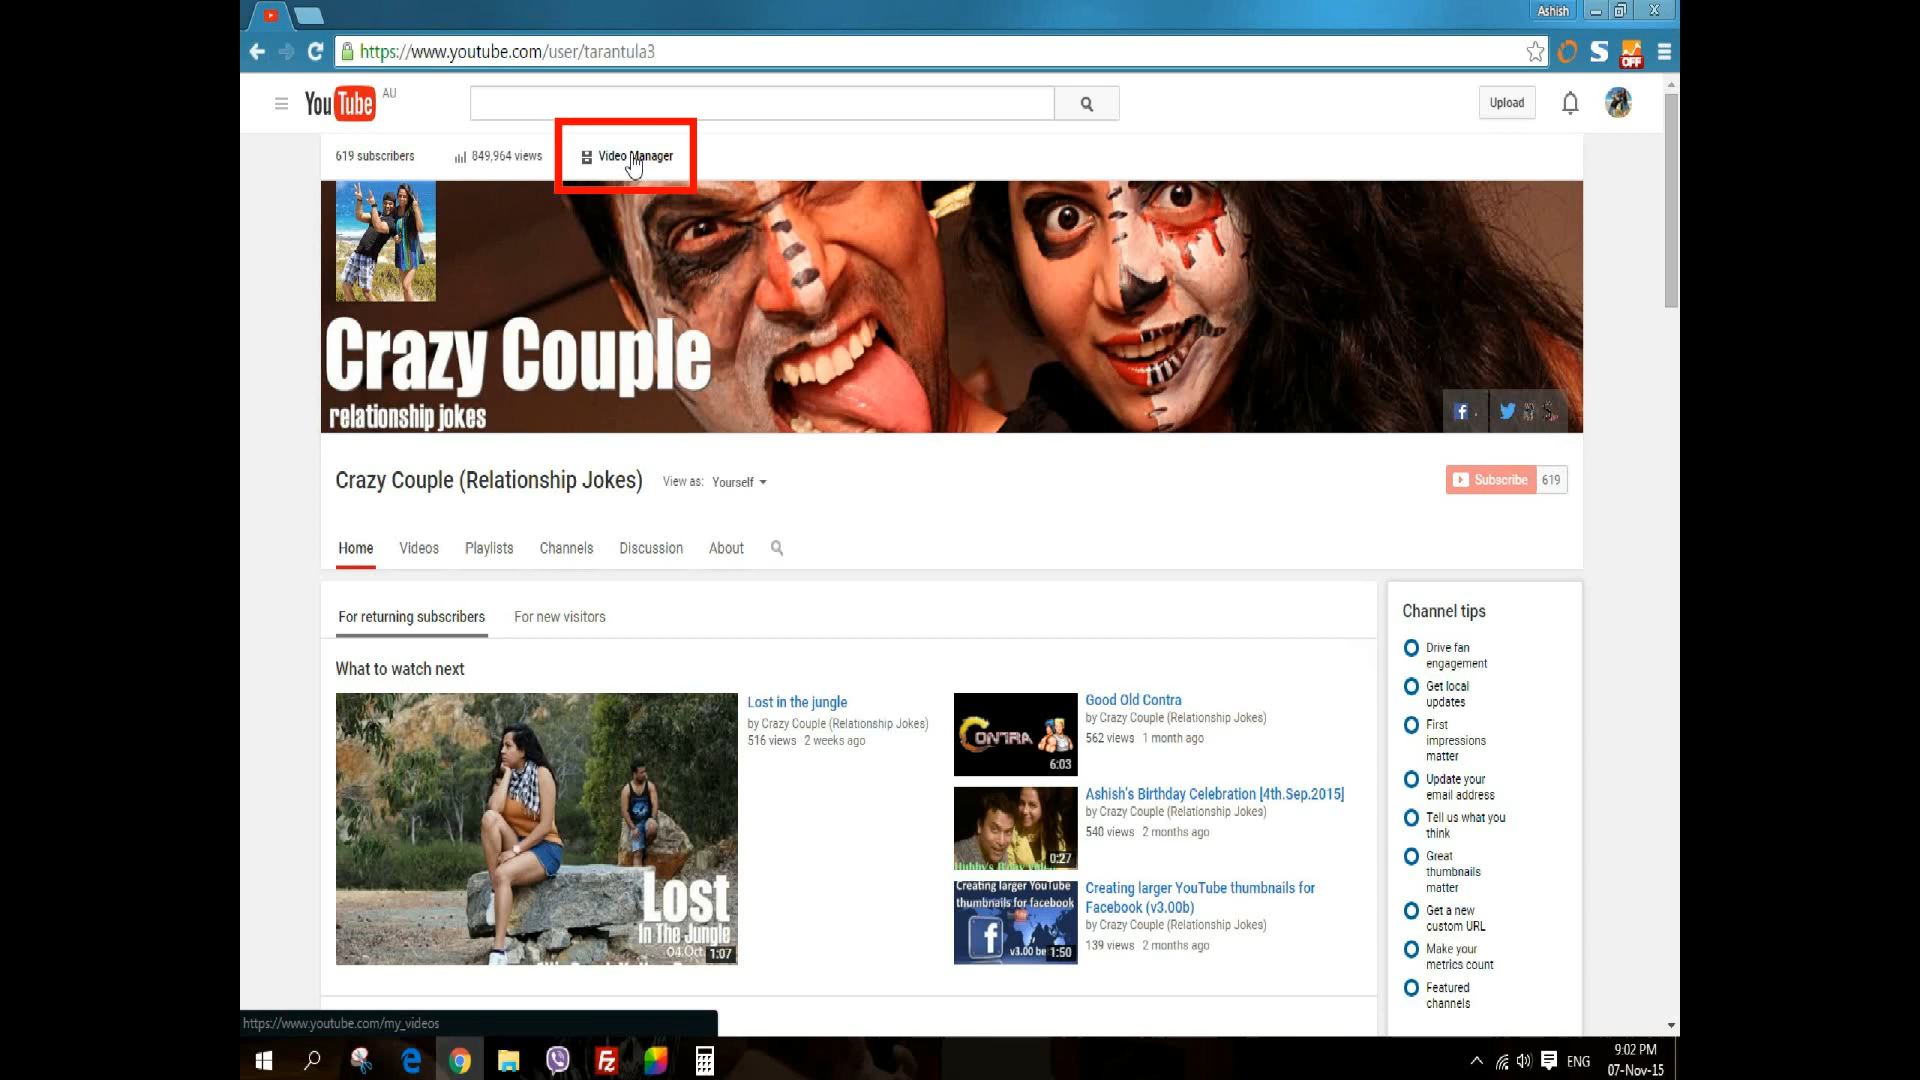 Ashish
https://www.youtube.com/user/tarantula3
OFF
YouTube AU
Upload
619 subscribers 849,964 views Video Manager
Crazy Couple
relationship jokes
Crazy Couple (Relationship Jokes) View as: Yourself
Subscribe 619
Home Videos Playlists Channels Discussion About
For returning subscribers For new visitors
What to watch next
Lost
In The Jungle
04.Oct.
1:07
Lost in the jungle
by Crazy Couple (Relationship Jokes)
516 views 2 weeks ago
CONTRA
6:03
Good Old Contra
by Crazy Couple (Relationship Jokes)
562 views 1 month ago
0:27
Ashish's Birthday Celebration [4th.Sep.2015]
by Crazy Couple (Relationship Jokes)
540 views 2 months ago
Creating larger YouTube
thumbnails for facebook
v3.00 be 1:50
Creating larger YouTube thumbnails for
Facebook (v3.00b)
by Crazy Couple (Relationship Jokes)
139 views 2 months ago
Channel tips
Drive fan
engagement
Get local
updates
First
impressions
matter
Update your
email address
Tell us what you
think
Great
thumbnails
matter
Get a new
custom URL
Make your
metrics count
Featured
channels
https://www.youtube.com/my_videos
ENG
9:02 PM
07-Nov-15